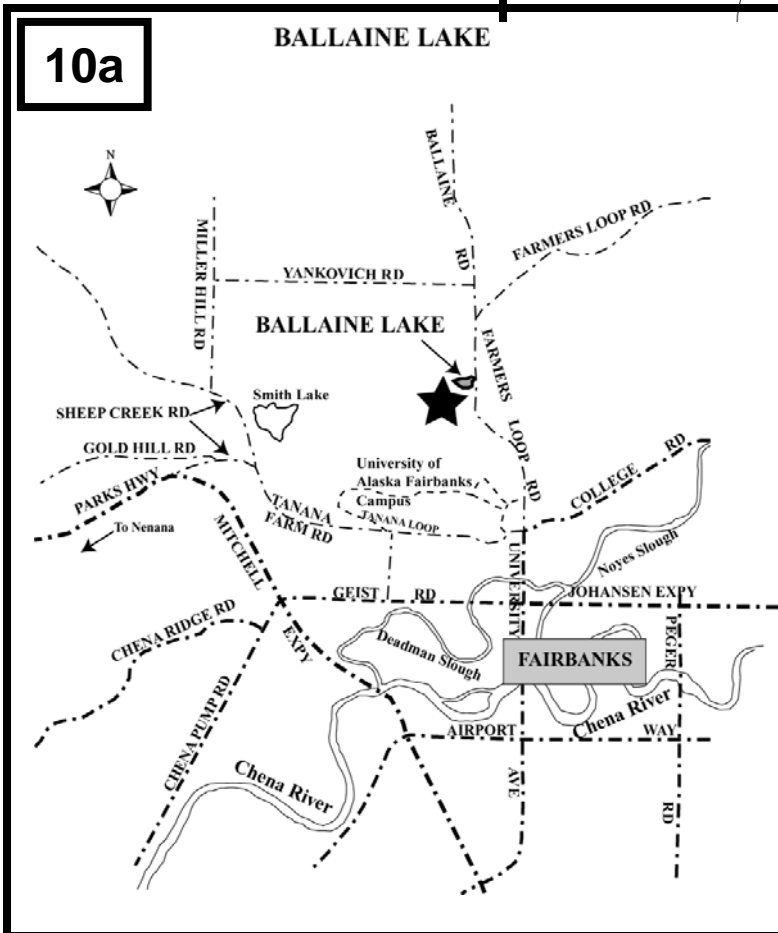 10a
BALLAINE LAKE
N
BALLAINE
RD
FARMERS LOOP RD
MILLER HILL RD
YANKOVICH RD
BALLAINE LAKE
FARMERS
LOOP
RD
Smith Lake
SHEEP CREEK RD
GOLD HILL RD
PARKS HWY
To Nenana
University of
Alaska Fairbanks
Campus
TANANA LOOP
TANANA
FARM RD
COLLEGE
RD
MITCHELL
EXPY
Noyes Slough
UNIVERSITY
AVE
GEIST RD
JOHANSEN EXPY
CHENA RIDGE RD
Deadman Slough
PEGER
RD
FAIRBANKS
CHENA PUMP RD
Chena River
AIRPORT WAY
Chena River